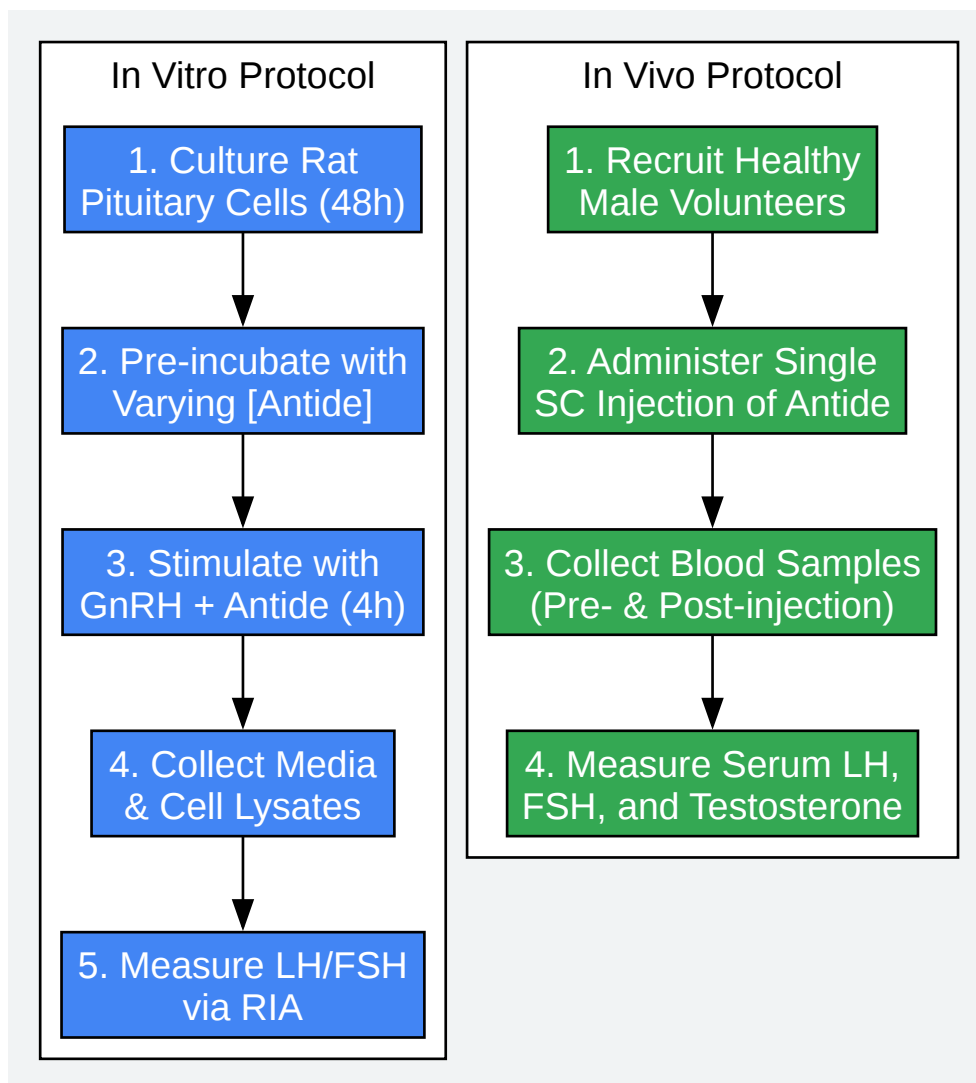 In Vitro Protocol
1. Culture Rat
Pituitary Cells (48h)
2. Pre-incubate with
Varying [Antide]
3. Stimulate with
GnRH + Antide (4h)
4. Collect Media
& Cell Lysates
5. Measure LH/FSH
via RIA
In Vivo Protocol
1. Recruit Healthy
Male Volunteers
2. Administer Single
SC Injection of Antide
3. Collect Blood Samples
(Pre- & Post-injection)
4. Measure Serum LH,
FSH, and Testosterone